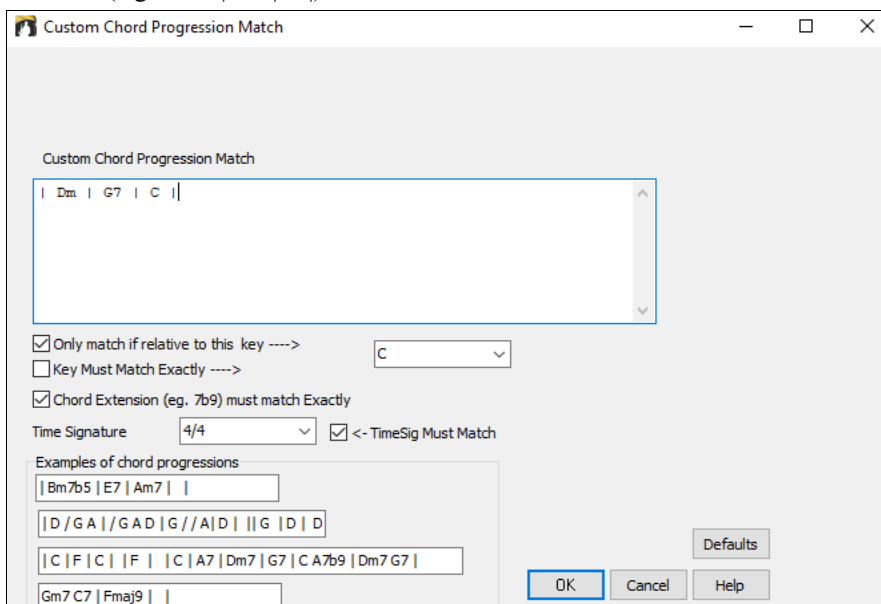 Custom Chord Progression Match
Custom Chord Progression Match
| Dm | G7 | C |
Only match if relative to this key ---->
C
Key Must Match Exactly ---->
Chord Extension (eg. 7b9) must match Exactly
Time Signature 4/4 <- TimeSig Must Match
Examples of chord progressions
| Bm7b5 | E7 | Am7 |  |
| D / G A | / G A D | G / / A| D |  || G  | D |  D
| C | F | C |  | F |   | C | A7 | Dm7 | G7 | C A7b9 | Dm7 G7 |
Defaults
Gm7 C7 | Fmaj9 |  |
OK Cancel Help